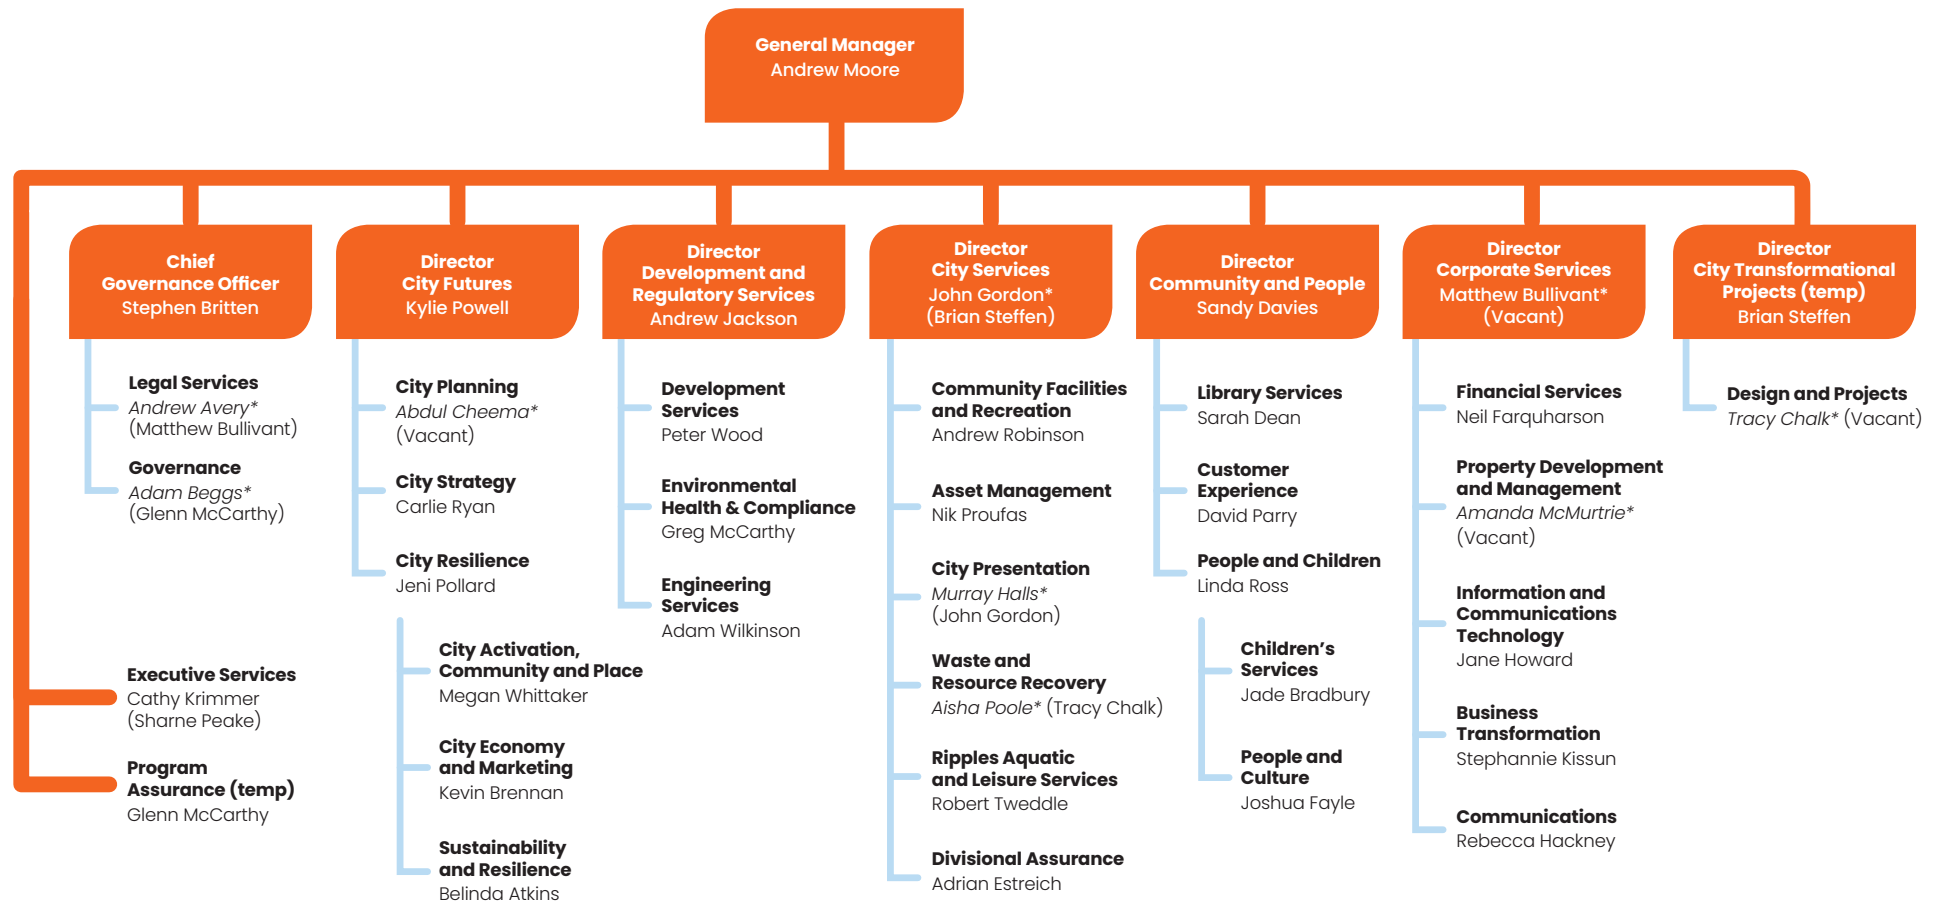 General Manager
Andrew Moore
Chief
Governance Officer
Stephen Britten
Director
City Futures
Kylie Powell
Director
Development and
Regulatory Services
Andrew Jackson
Director
City Services
John Gordon*
(Brian Steffen)
Director
Community and People
Sandy Davies
Director
Corporate Services
Matthew Bullivant*
(Vacant)
Director
City Transformational
Projects (temp)
Brian Steffen
Legal Services
Andrew Avery*
(Matthew Bullivant)
Governance
Adam Beggs*
(Glenn McCarthy)
Executive Services
Cathy Krimmer
(Sharne Peake)
Program
Assurance (temp)
Glenn McCarthy
City Planning
Abdul Cheema*
(Vacant)
City Strategy
Carlie Ryan
City Resilience
Jeni Pollard
City Activation,
Community and Place
Megan Whittaker
City Economy
and Marketing
Kevin Brennan
Sustainability
and Resilience
Belinda Atkins
Development
Services
Peter Wood
Environmental
Health & Compliance
Greg McCarthy
Engineering
Services
Adam Wilkinson
Community Facilities
and Recreation
Andrew Robinson
Asset Management
Nik Proufas
City Presentation
Murray Halls*
(John Gordon)
Waste and
Resource Recovery
Aisha Poole* (Tracy Chalk)
Ripples Aquatic
and Leisure Services
Robert Tweddle
Divisional Assurance
Adrian Estreich
Library Services
Sarah Dean
Customer
Experience
David Parry
People and Children
Linda Ross
Children's
Services
Jade Bradbury
People and
Culture
Joshua Fayle
Financial Services
Neil Farquharson
Property Development
and Management
Amanda McMurtrie*
(Vacant)
Information and
Communications
Technology
Jane Howard
Business
Transformation
Stephannie Kissun
Communications
Rebecca Hackney
Design and Projects
Tracy Chalk* (Vacant)